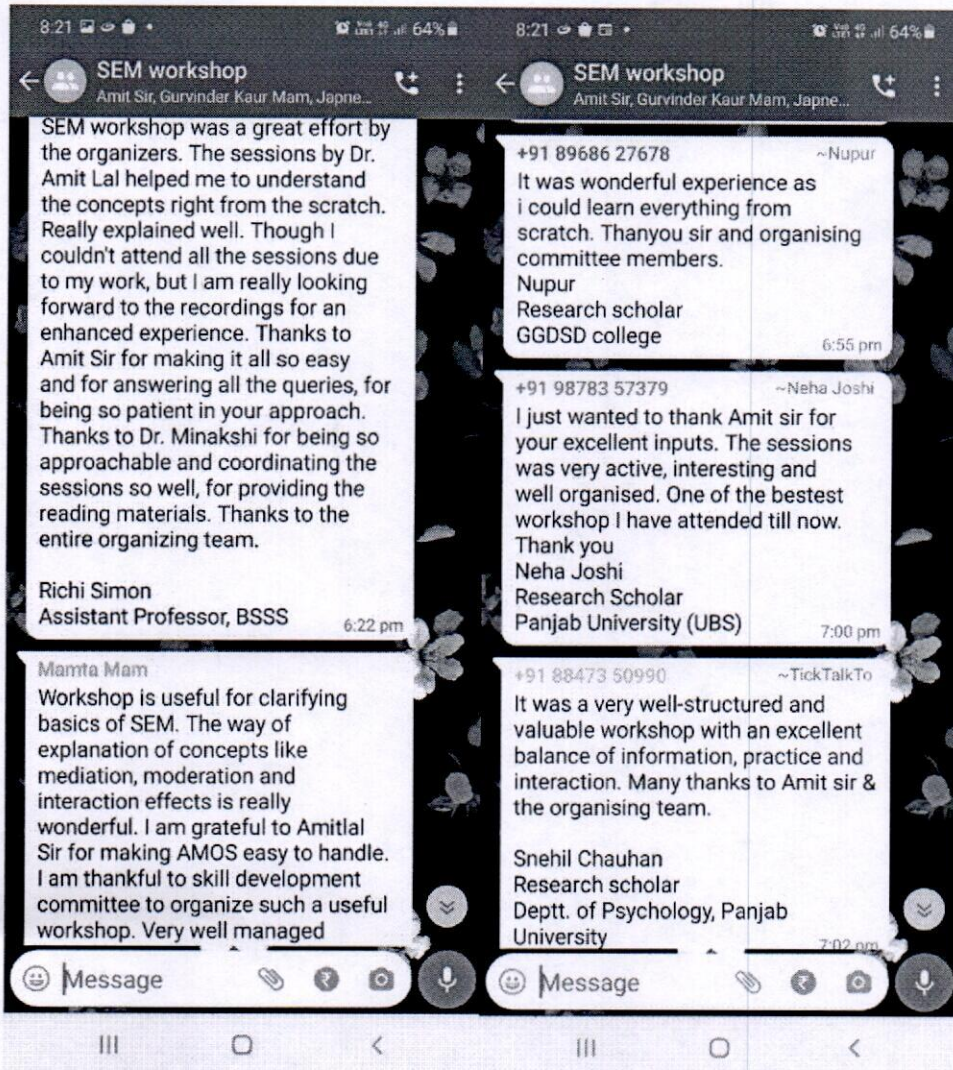 8:21
64%
SEM workshop
Amit Sir, Gurvinder Kaur Mam, Japne...
SEM workshop was a great effort by
the organizers. The sessions by Dr.
Amit Lal helped me to understand
the concepts right from the scratch.
Really explained well. Though I
couldn't attend all the sessions due
to my work, but I am really looking
forward to the recordings for an
enhanced experience. Thanks to
Amit Sir for making it all so easy
and for answering all the queries, for
being so patient in your approach.
Thanks to Dr. Minakshi for being so
approachable and coordinating the
sessions so well, for providing the
reading materials. Thanks to the
entire organizing team.
Richi Simon
Assistant Professor, BSSS
6:22 pm
Mamta Mam
Workshop is useful for clarifying
basics of SEM. The way of
explanation of concepts like
mediation, moderation and
interaction effects is really
wonderful. I am grateful to Amitlal
Sir for making AMOS easy to handle.
I am thankful to skill development
committee to organize such a useful
workshop. Very well managed
Message
8:21
64%
SEM workshop
Amit Sir, Gurvinder Kaur Mam, Japne...
+91 89686 27678 ~Nupur
It was wonderful experience as
i could learn everything from
scratch. Thanyou sir and organising
committee members.
Nupur
Research scholar
GGDSD college
6:55 pm
+91 98783 57379 ~Neha Joshi
I just wanted to thank Amit sir for
your excellent inputs. The sessions
was very active, interesting and
well organised. One of the bestest
workshop I have attended till now.
Thank you
Neha Joshi
Research Scholar
Panjab University (UBS)
7:00 pm
+91 88473 50990 ~TickTalkTo
It was a very well-structured and
valuable workshop with an excellent
balance of information, practice and
interaction. Many thanks to Amit sir &
the organising team.
Snehil Chauhan
Research scholar
Deptt. of Psychology, Panjab
University
7:02 pm
Message